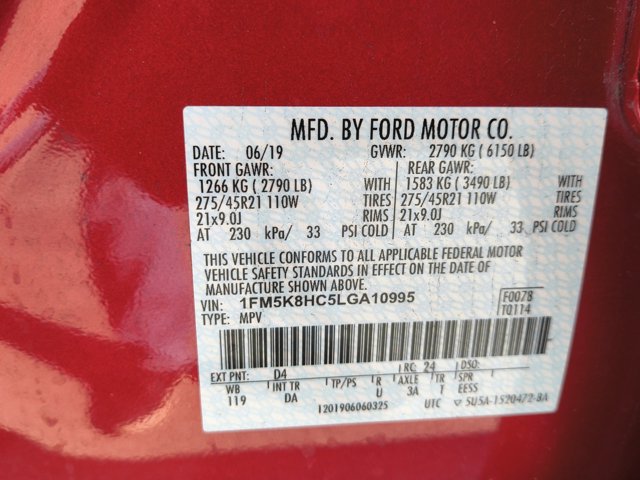 MFD. BY FORD MOTOR CO.
DATE: 06/19 GVWR: 2790 KG ( 6150 LB)
FRONT GAWR: REAR GAWR:
1266 KG ( 2790 LB) WITH 1583 KG ( 3490 LB) WITH
275/45R21 110W TIRES 275/45R21 110W TIRES
21x9.0J RIMS 21x9.0J RIMS
AT 230 kPa/ 33 PSI COLD AT 230 kPa/ 33 PSI COLD
THIS VEHICLE CONFORMS TO ALL APPLICABLE FEDERAL MOTOR
VEHICLE SAFETY STANDARDS IN EFFECT ON THE DATE OF
MANUFACTURE SHOWN ABOVE.
VIN: 1FM5K8HC5LGA10995 F0078
TYPE: MPV T0114
EXT PNT: D4 RC: 24 DSO:
WB INT TR TP/PS R AXLE TR SPR
119 DA U 3A T EESS
1201906060325 UTC ▽ 5U5A-1520472-BA